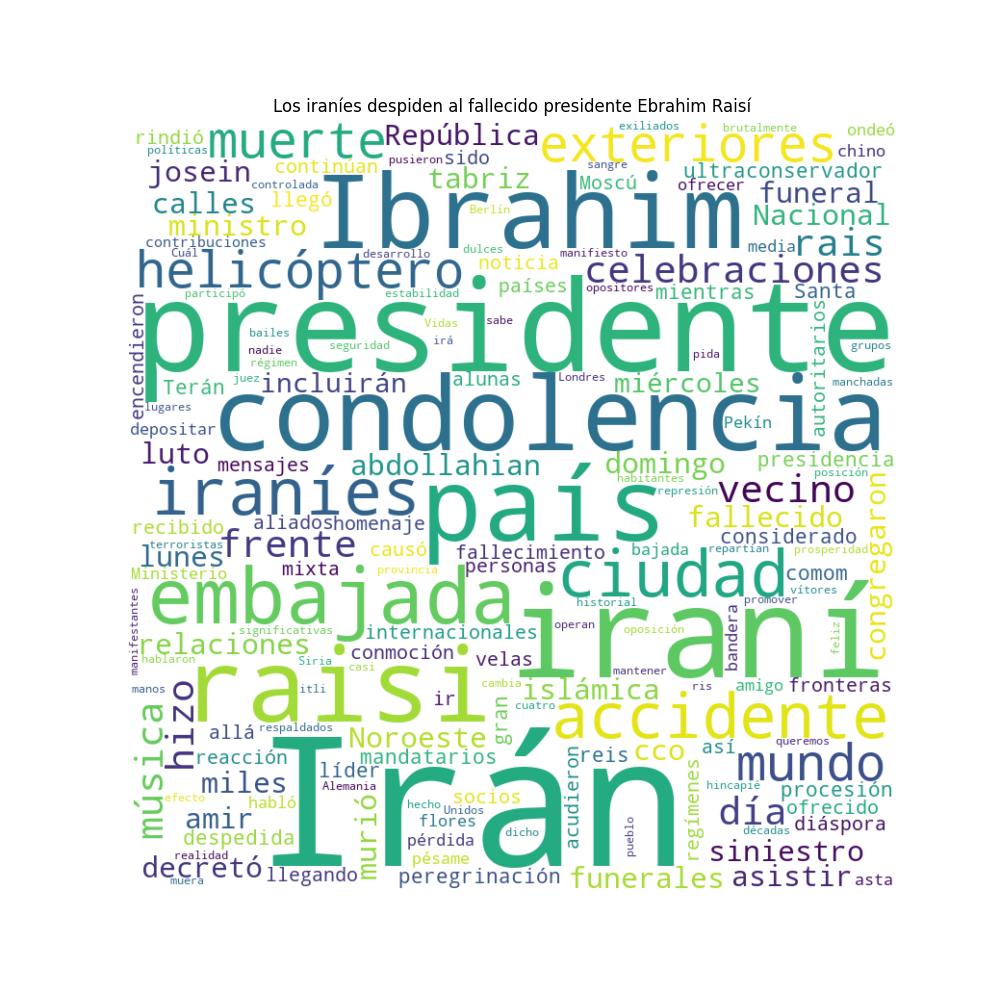 Los iraníes despiden al fallecido presidente Ebrahim Raisí
rindió
políticas
muerte
República
pusieron
sido
exteriores
exiliados
brutalmente
ondeó
chino
sangre
josein
continúan
controlada
tabriz
Moscú
ofrecer
ultraconservador
funeral
calles
llegó
Ibrahim
Berlín
Nacional
ministro
contribuciones
Cuál
desarrollo
dulces
manifiesto
media
rais
helicóptero
noticia
celebraciones
participó
estabilidad
países
opositores
mientras
Santa
encendieron
presidente
bailes
Vidas
sabe
nadie
seguridad
irá
pida
grupos
régimen
autoritarios
Terán
juez
incluirán
alunas
Londres
miércoles
manchadas
lugares
depositar
condolencia
Pekín
luto
mensajes
abdollahian
domingo
presidencia
habitantes
posición
iraníes
país
represión
vecino
recibido
aliados
homenaje
fallecido
considerado
congregaron
terroristas
lunes
frente
causó
fallecimiento
personas
bajada
repartían
prosperidad
Ministerio
mixta
provincia
ciudad
comom
vítores
manifestantes
embajada
historial
promover
significativas
internacionales
operan
oposición
iraní
bandera
feliz
relaciones
hablaron
Siria
conmoción
velas
mantener
manos
itli
casi
raisi
cambia
ris
amigo
fronteras
hizo
ir
cuatro
islámica
gran
accidente
música
allá
respaldados
Noroeste
cco
así
queremos
reacción
mandatarios
acudieron
reis
mundo
miles
líder
Alemania
Irán
regímenes
hincapié
procesión
efecto
habló
murió
hecho
Unidos
socios
ofrecido
amir
flores
dicho
pueblo
día
diáspora
despedida
pérdida
décadas
realidad
pésame
siniestro
decretó
muera
llegando
peregrinación
funerales
asistir
asta